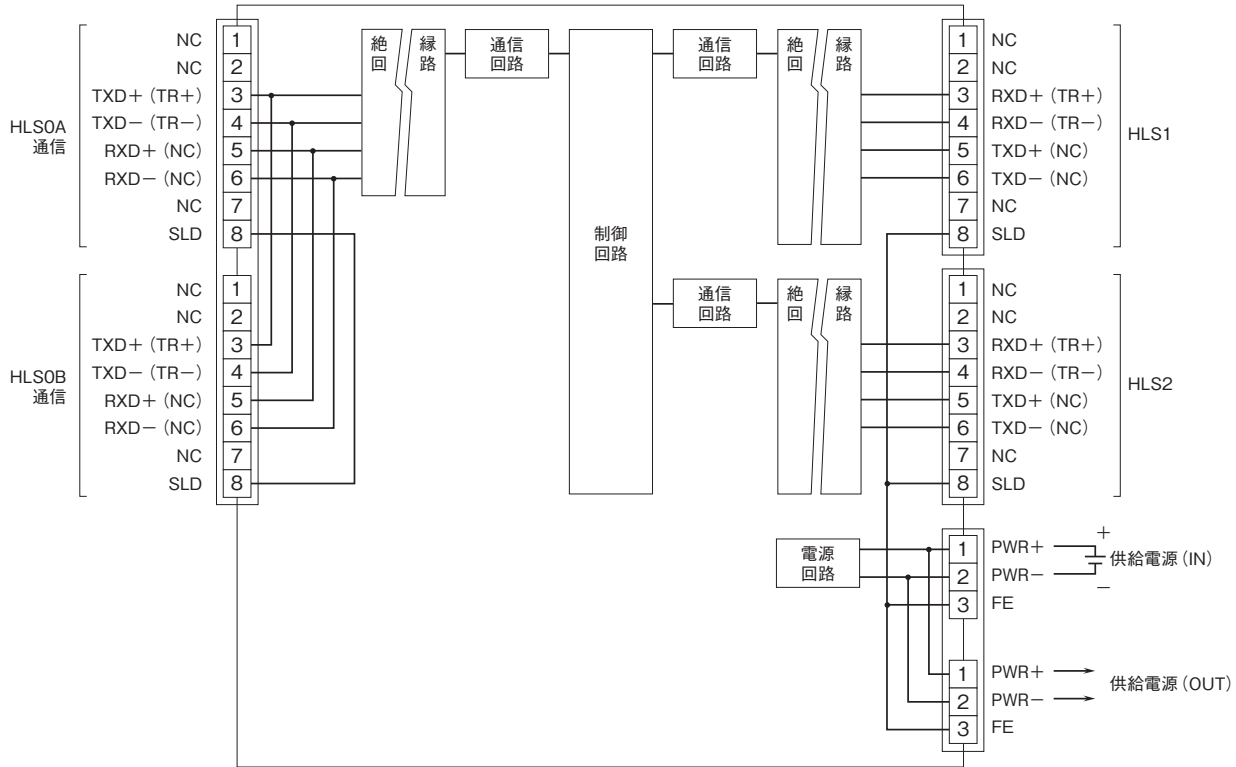 HLS0A
通信
NC 1
NC 2
TXD+ (TR+) 3
TXD− (TR−) 4
RXD+ (NC) 5
RXD− (NC) 6
NC 7
SLD 8
HLS0B
通信
NC 1
NC 2
TXD+ (TR+) 3
TXD− (TR−) 4
RXD+ (NC) 5
RXD− (NC) 6
NC 7
SLD 8
絶 縁
回 路
通信
回路
制御
回路
通信
回路
絶 縁
回 路
通信
回路
絶 縁
回 路
電源
回路
1 NC
2 NC
3 RXD+ (TR+)
4 RXD− (TR−)
5 TXD+ (NC)
6 TXD− (NC)
7 NC
8 SLD
HLS1
1 NC
2 NC
3 RXD+ (TR+)
4 RXD− (TR−)
5 TXD+ (NC)
6 TXD− (NC)
7 NC
8 SLD
HLS2
1 PWR+
2 PWR−
3 FE
+
−
供給電源 (IN)
1 PWR+
2 PWR−
3 FE
供給電源 (OUT)